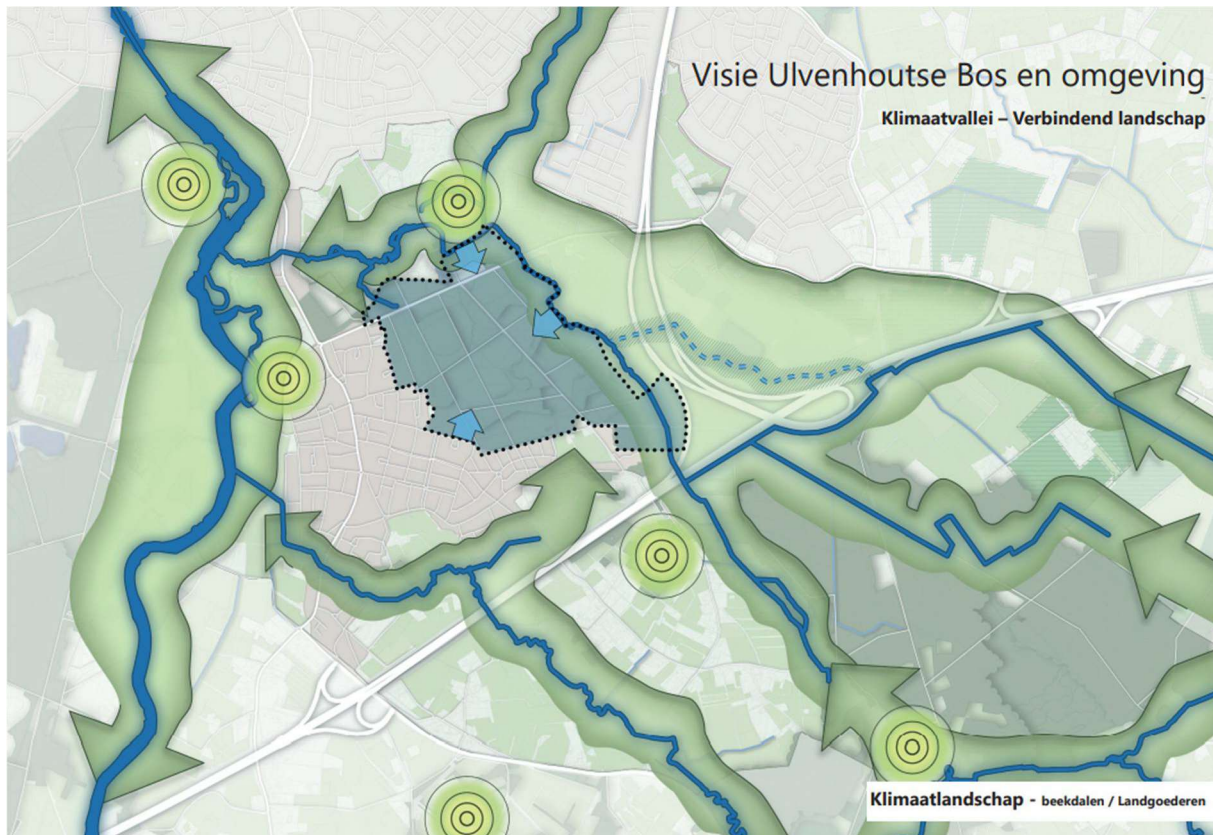 Visie Ulvenhoutse Bos en omgeving
Klimaatvallei – Verbindend landschap
Klimaatlandschap - beekdalen / Landgoederen